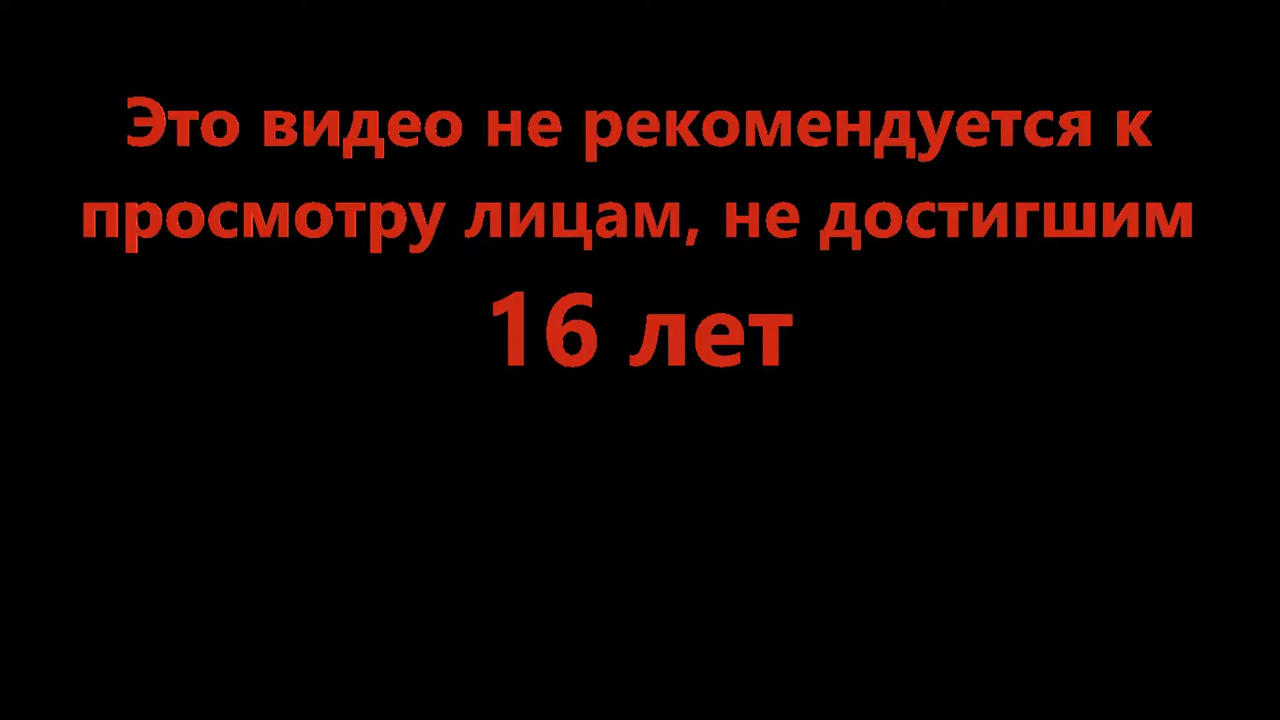 Это видео не рекомендуется к
просмотру лицам, не достигшим
16 лет